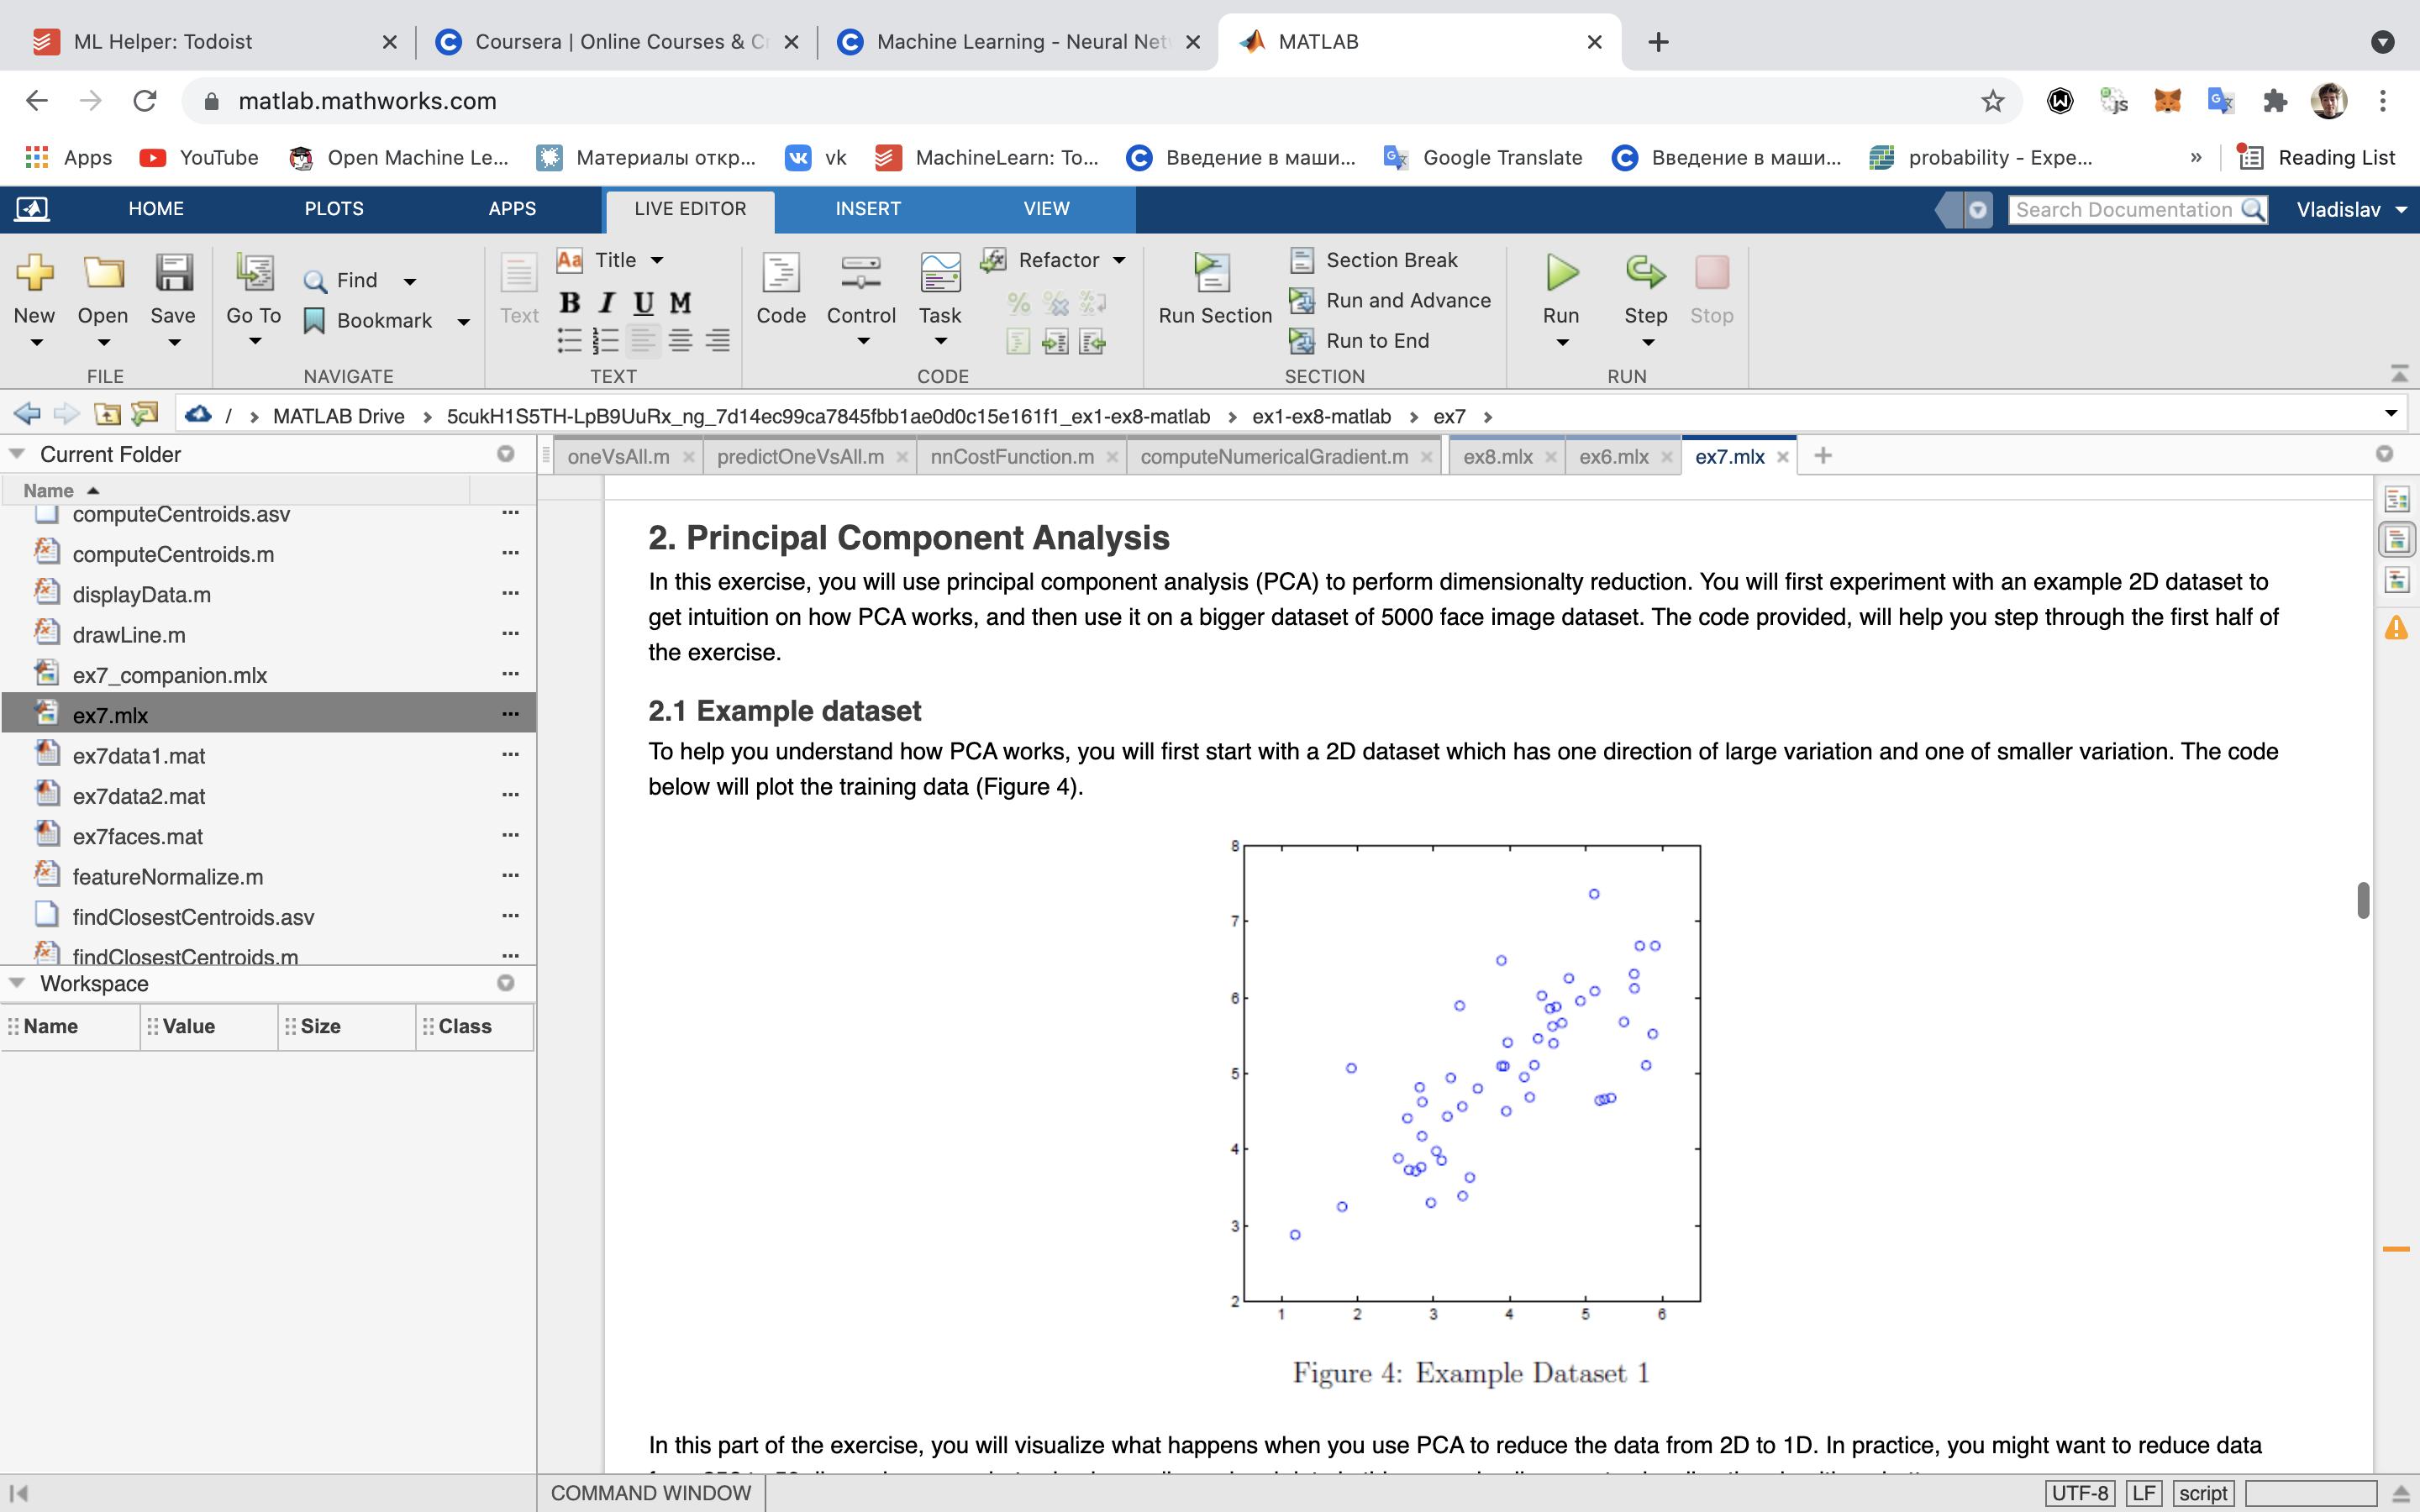 ML Helper: Todoist
Coursera | Online Courses & Cr
Machine Learning - Neural Netw
MATLAB
matlab.mathworks.com
Apps
YouTube
Open Machine Le...
Материалы откр...
vk
MachineLearn: To...
Введение в маши...
Google Translate
Введение в маши...
probability - Expe...
»
Reading List
HOME
PLOTS
APPS
LIVE EDITOR
INSERT
VIEW
Search Documentation
Vladislav
New
Open
Save
FILE
Go To
Find
Bookmark
NAVIGATE
Text
Aa Title
B I U M
TEXT
Code
Control
Task
Refactor
CODE
Run Section
Section Break
Run and Advance
Run to End
SECTION
Run
Step
Stop
RUN
/ › MATLAB Drive › 5cukH1S5TH-LpB9UuRx_ng_7d14ec99ca7845fbb1ae0d0c15e161f1_ex1-ex8-matlab › ex1-ex8-matlab › ex7 ›
Current Folder
Name
computeCentroids.asv
computeCentroids.m
displayData.m
drawLine.m
ex7_companion.mlx
ex7.mlx
ex7data1.mat
ex7data2.mat
ex7faces.mat
featureNormalize.m
findClosestCentroids.asv
findClosestCentroids.m
Workspace
Name
Value
Size
Class
oneVsAll.m
predictOneVsAll.m
nnCostFunction.m
computeNumericalGradient.m
ex8.mlx
ex6.mlx
ex7.mlx
2. Principal Component Analysis
In this exercise, you will use principal component analysis (PCA) to perform dimensionalty reduction. You will first experiment with an example 2D dataset to
get intuition on how PCA works, and then use it on a bigger dataset of 5000 face image dataset. The code provided, will help you step through the first half of
the exercise.
2.1 Example dataset
To help you understand how PCA works, you will first start with a 2D dataset which has one direction of large variation and one of smaller variation. The code
below will plot the training data (Figure 4).
8
7
6
5
4
3
2
1 2 3 4 5 6
Figure 4: Example Dataset 1
In this part of the exercise, you will visualize what happens when you use PCA to reduce the data from 2D to 1D. In practice, you might want to reduce data
COMMAND WINDOW
UTF-8
LF
script